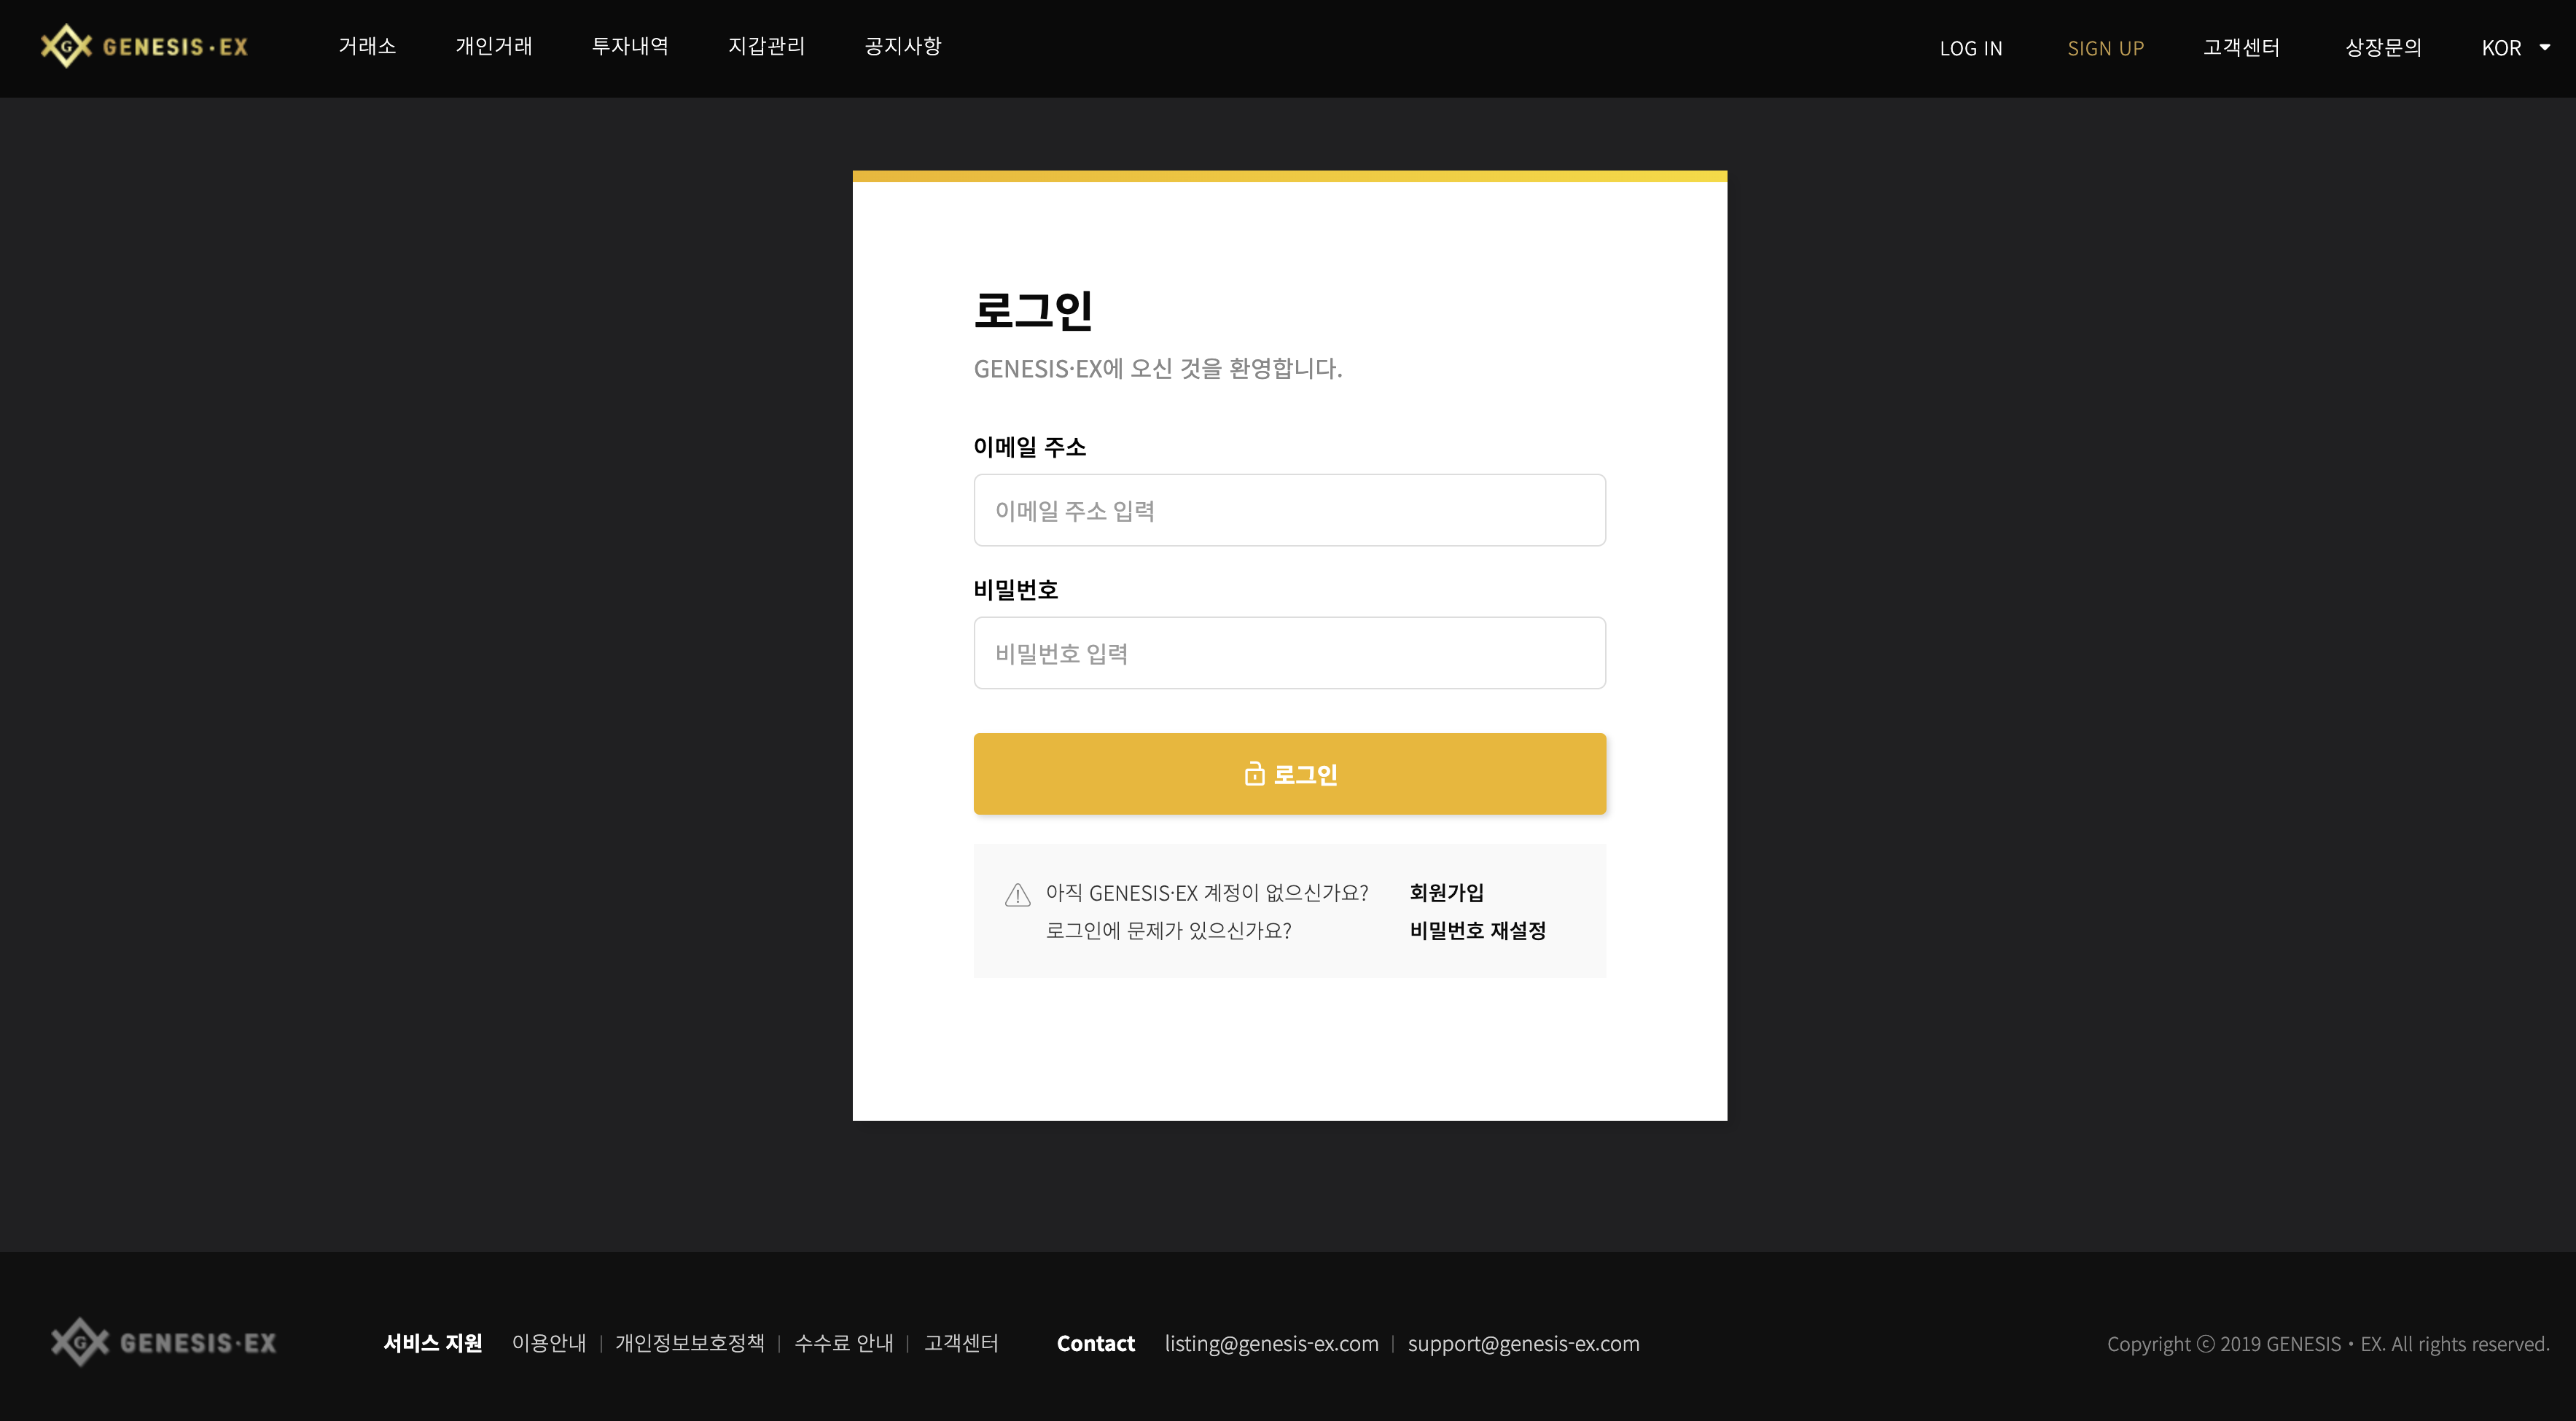 G GENESIS·EX 거래소 개인거래 투자내역 지갑관리 공지사항 LOG IN SIGN UP 고객센터 상장문의 KOR
로그인
GENESIS·EX에 오신 것을 환영합니다.
이메일 주소
이메일 주소 입력
비밀번호
비밀번호 입력
로그인
아직 GENESIS·EX 계정이 없으신가요? 회원가입
로그인에 문제가 있으신가요? 비밀번호 재설정
G GENESIS·EX 서비스 지원 이용안내 | 개인정보보호정책 | 수수료 안내 | 고객센터 Contact listing@genesis-ex.com | support@genesis-ex.com Copyright ⓒ 2019 GENESIS・EX. All rights reserved.